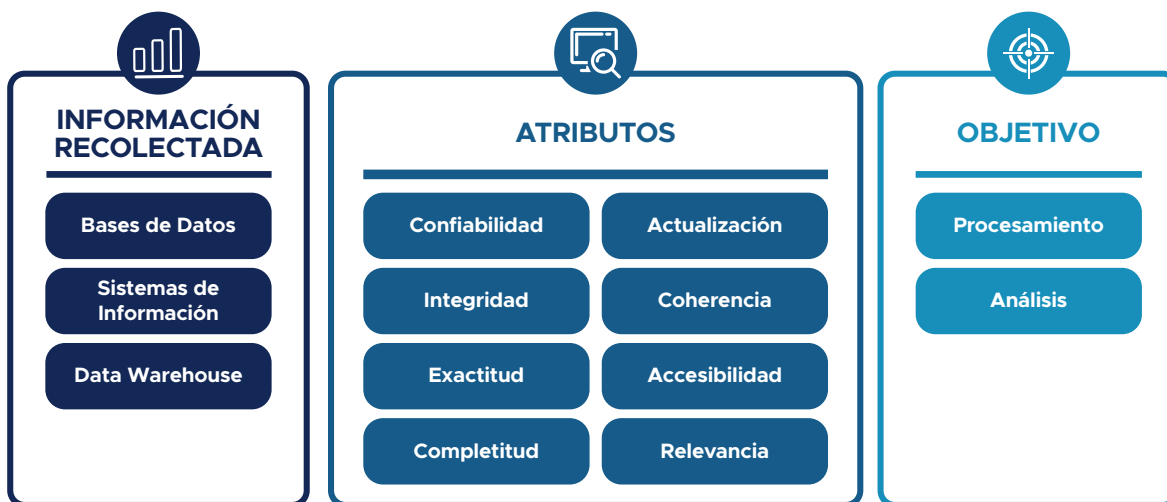 INFORMACIÓN
RECOLECTADA
Bases de Datos
Sistemas de
Información
Data Warehouse
ATRIBUTOS
Confiabilidad
Actualización
Integridad
Coherencia
Exactitud
Accesibilidad
Completitud
Relevancia
OBJETIVO
Procesamiento
Análisis